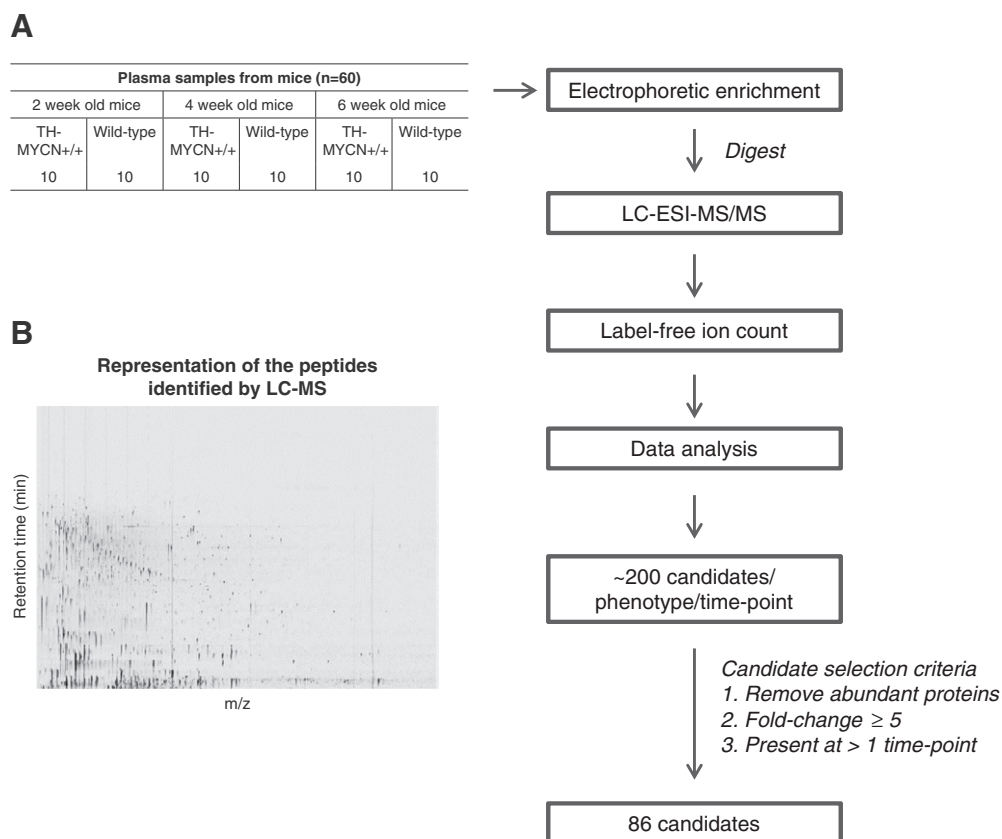 A
Plasma samples from mice (n=60)
2 week old mice 4 week old mice 6 week old mice
TH-MYCN+/+ Wild-type TH-MYCN+/+ Wild-type TH-MYCN+/+ Wild-type
10 10 10 10 10 10
Electrophoretic enrichment
Digest
LC-ESI-MS/MS
Label-free ion count
Data analysis
~200 candidates/
phenotype/time-point
Candidate selection criteria
1. Remove abundant proteins
2. Fold-change ≥ 5
3. Present at > 1 time-point
86 candidates
B
Representation of the peptides
identified by LC-MS
Retention time (min)
m/z